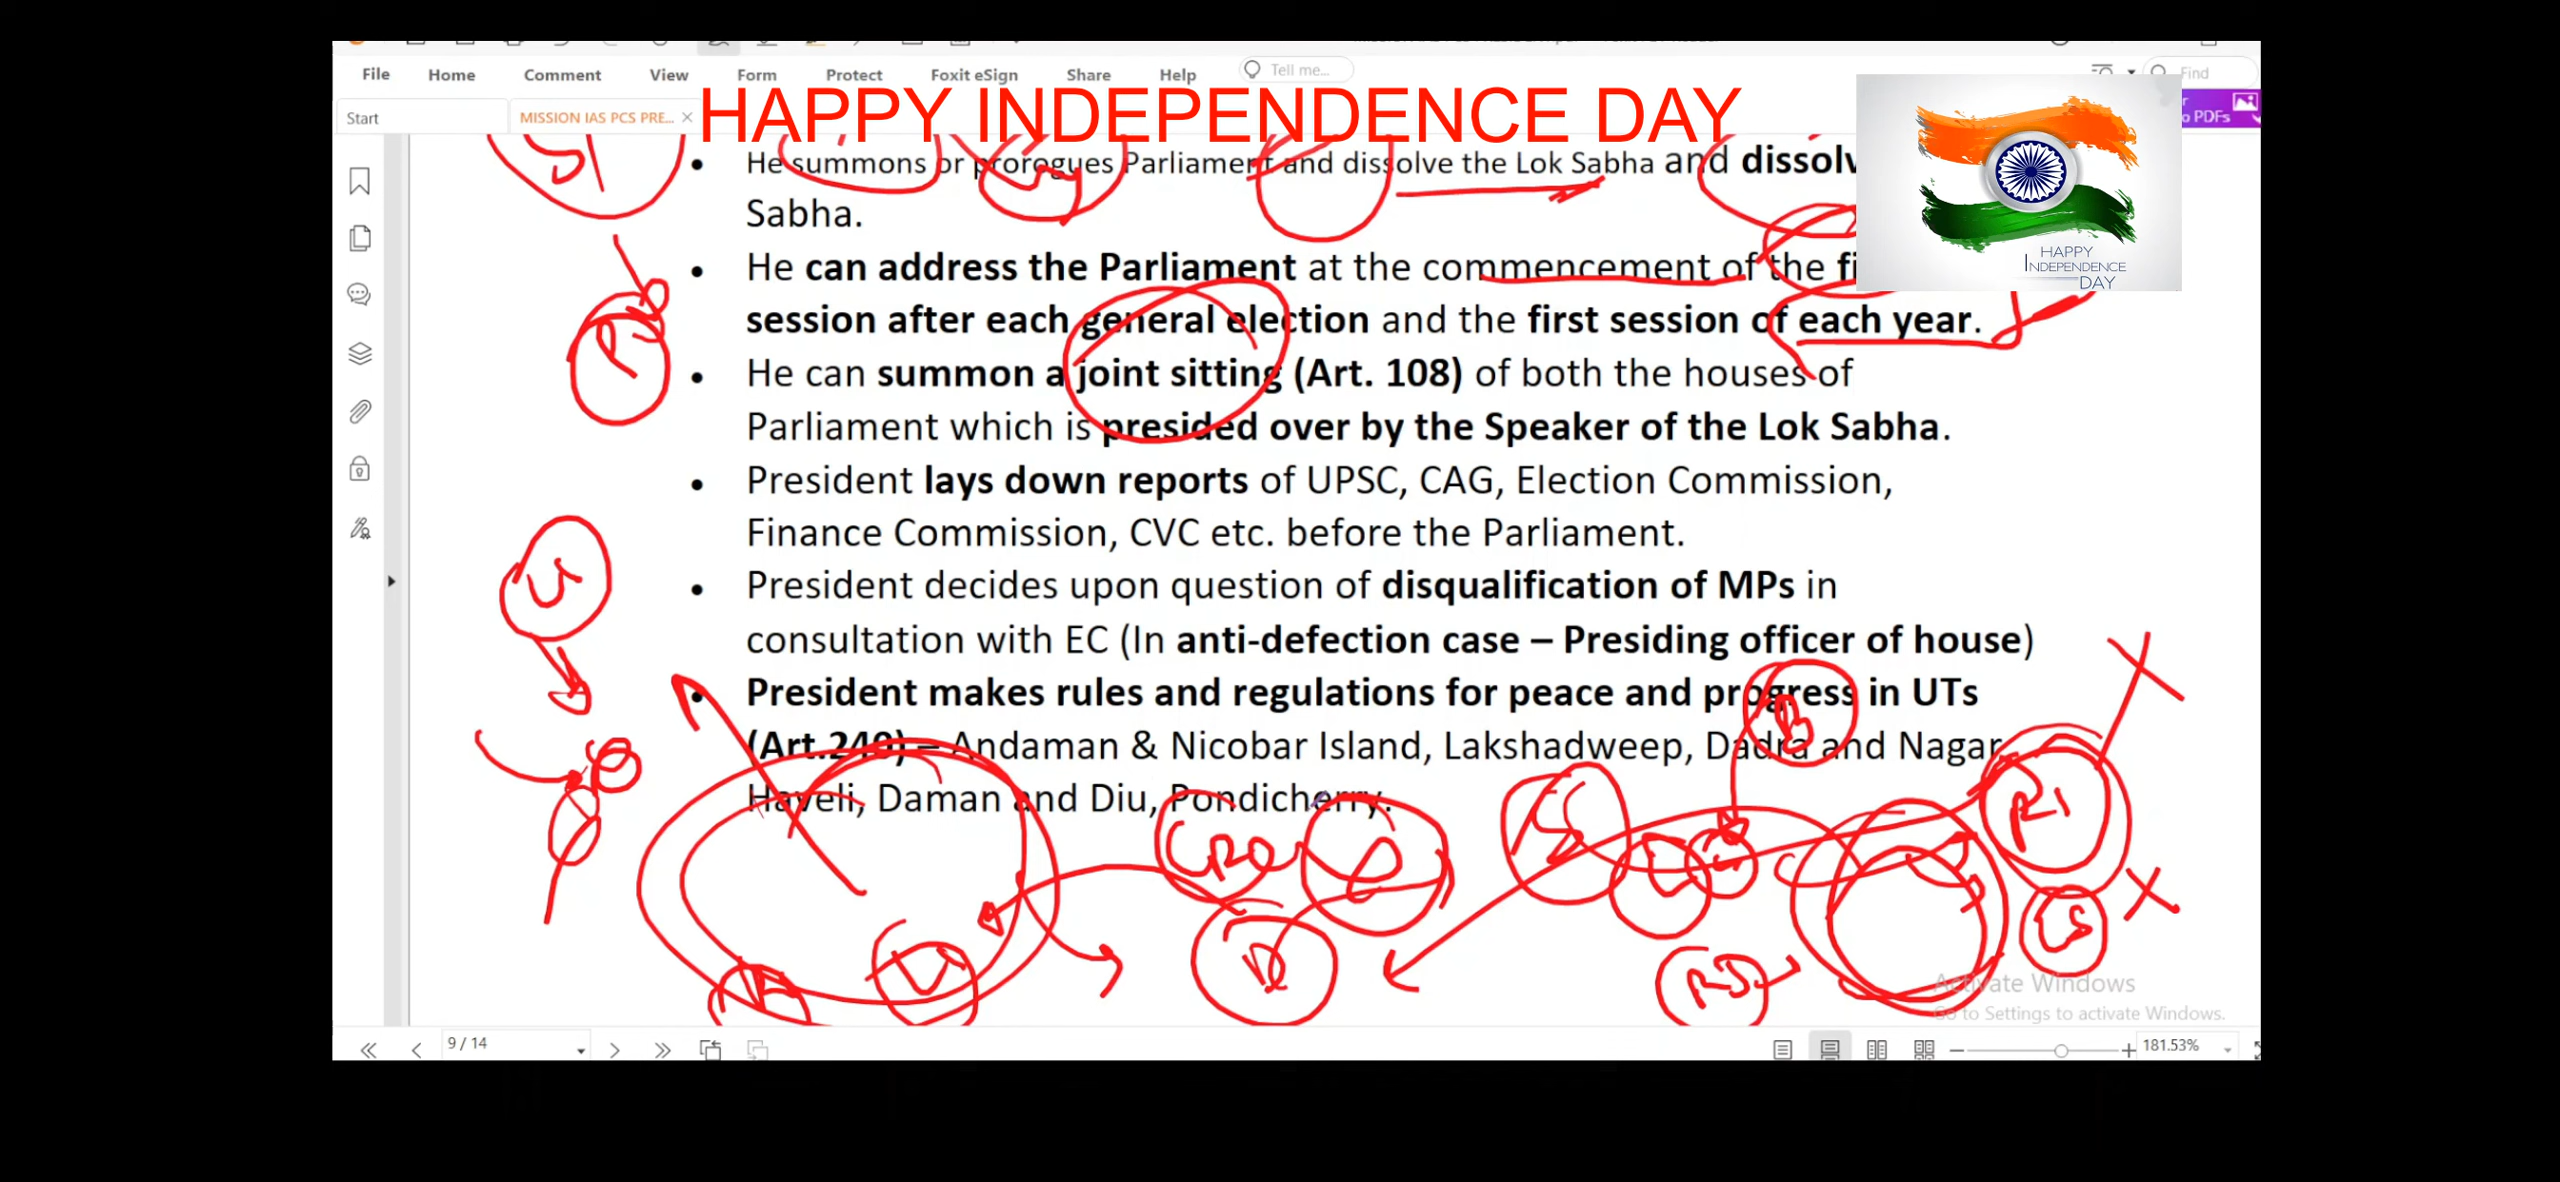 File Home Comment View Form Protect Foxit eSign Share Help Tell me... Find
HAPPY INDEPENDENCE DAY
Start MISSION IAS PCS PRE... o PDFs
• He summons or prorogues Parliament and dissolve the Lok Sabha and dissolv
Sabha.
• He can address the Parliament at the commencement of the fi
session after each general election and the first session of each year.
• He can summon a joint sitting (Art. 108) of both the houses of
Parliament which is presided over by the Speaker of the Lok Sabha.
• President lays down reports of UPSC, CAG, Election Commission,
Finance Commission, CVC etc. before the Parliament.
• President decides upon question of disqualification of MPs in
consultation with EC (In anti-defection case – Presiding officer of house)
• President makes rules and regulations for peace and progress in UTs
(Art.240) – Andaman & Nicobar Island, Lakshadweep, Dadra and Nagar
Haveli, Daman and Diu, Pondicherry.
HAPPY
INDEPENDENCE
DAY
B
R1
LS
Activate Windows
Go to Settings to activate Windows.
9 / 14
181.53%